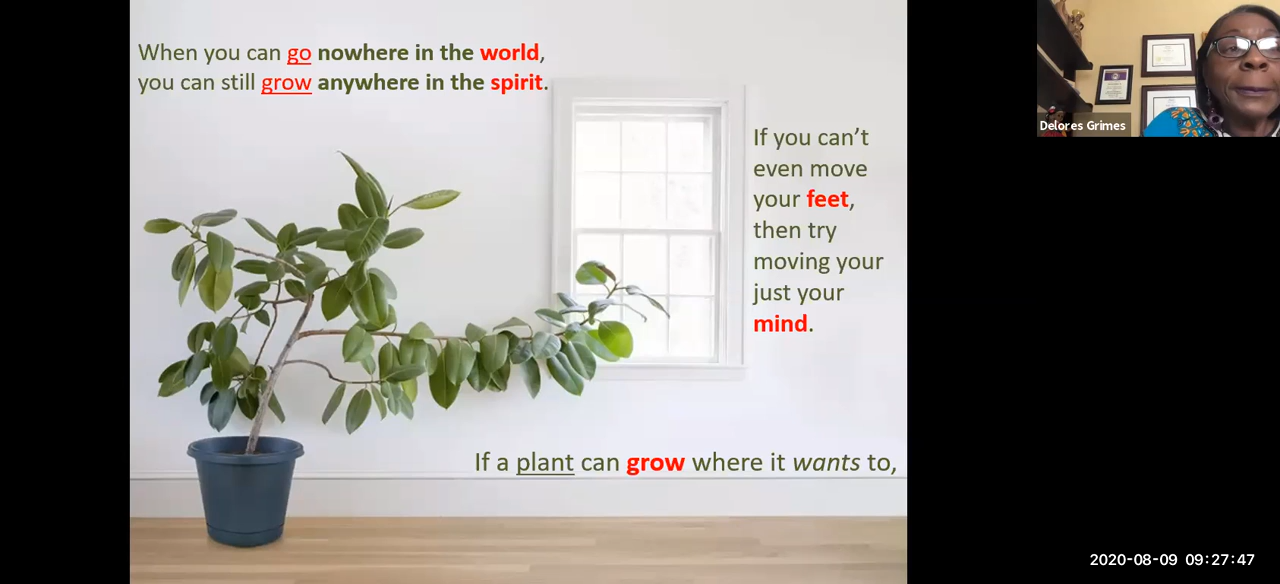 When you can go nowhere in the world,
you can still grow anywhere in the spirit.
If you can’t
even move
your feet,
then try
moving your
just your
mind.
If a plant can grow where it wants to,
Delores Grimes
2020-08-09 09:27:47